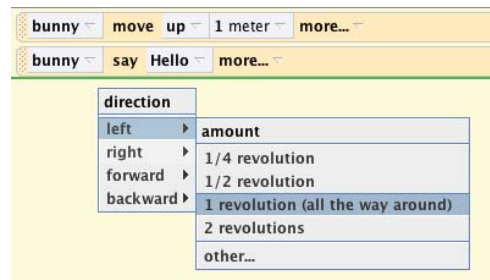 bunny move up 1 meter more...
bunny say Hello more...
direction
left
right
forward
backward
amount
1/4 revolution
1/2 revolution
1 revolution (all the way around)
2 revolutions
other...